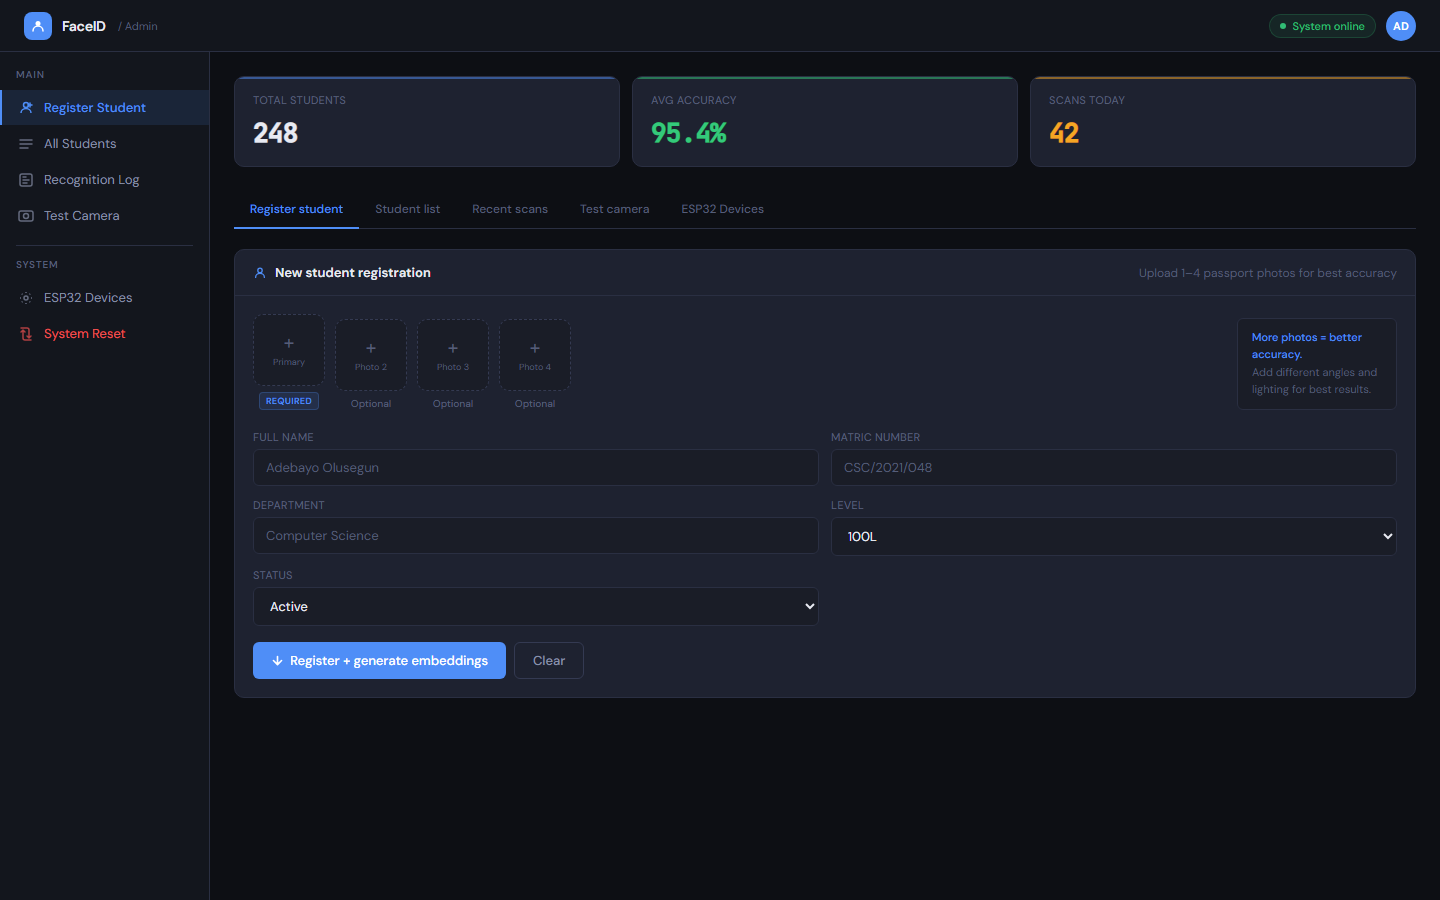 FaceID / Admin
System online
AD
MAIN
Register Student
All Students
Recognition Log
Test Camera
SYSTEM
ESP32 Devices
System Reset
TOTAL STUDENTS
248
AVG ACCURACY
95.4%
SCANS TODAY
42
Register student
Student list
Recent scans
Test camera
ESP32 Devices
New student registration
Upload 1–4 passport photos for best accuracy
+
Primary
REQUIRED
+
Photo 2
Optional
+
Photo 3
Optional
+
Photo 4
Optional
More photos = better
accuracy.
Add different angles and
lighting for best results.
FULL NAME
Adebayo Olusegun
MATRIC NUMBER
CSC/2021/048
DEPARTMENT
Computer Science
LEVEL
100L
STATUS
Active
↓ Register + generate embeddings
Clear